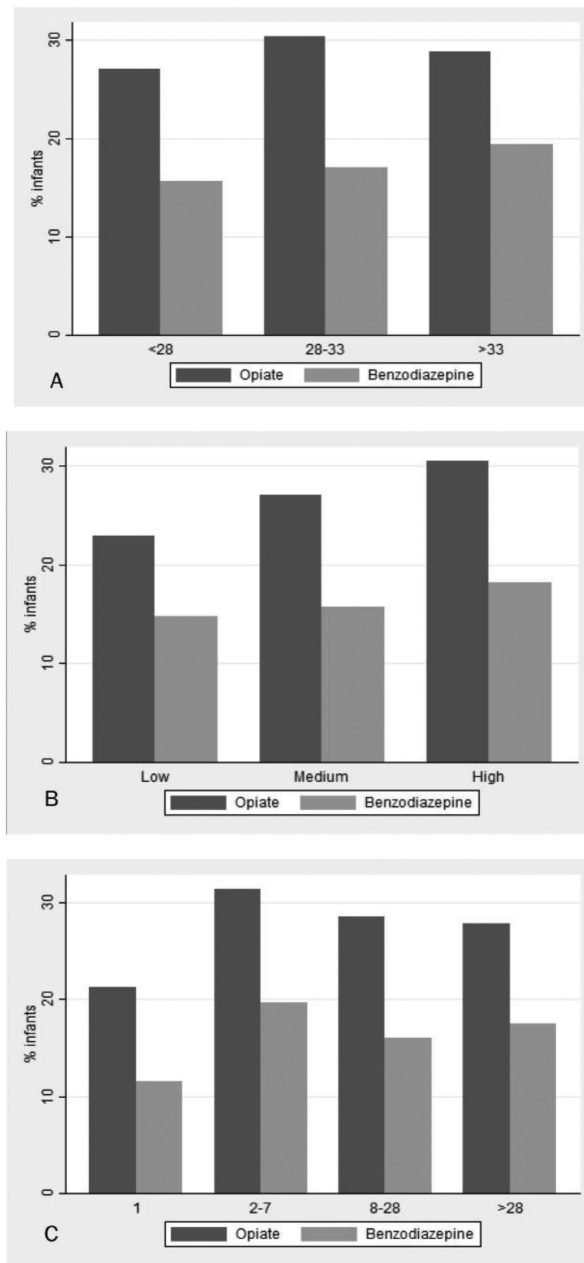 30
20
10
0
% infants
<28 28-33 >33
A
Opiate Benzodiazepine
30
20
10
0
% infants
Low Medium High
B
Opiate Benzodiazepine
30
20
10
0
% infants
1 2-7 8-28 >28
C
Opiate Benzodiazepine